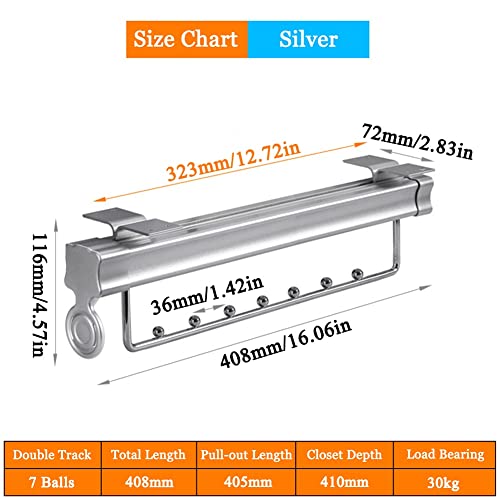 Size Chart Silver
72mm/2.83in
323mm/12.72in
116mm/4.57in
36mm/1.42in
408mm/16.06in
Double Track Total Length Pull-out Length Closet Depth Load Bearing
7 Balls 408mm 405mm 410mm 30kg